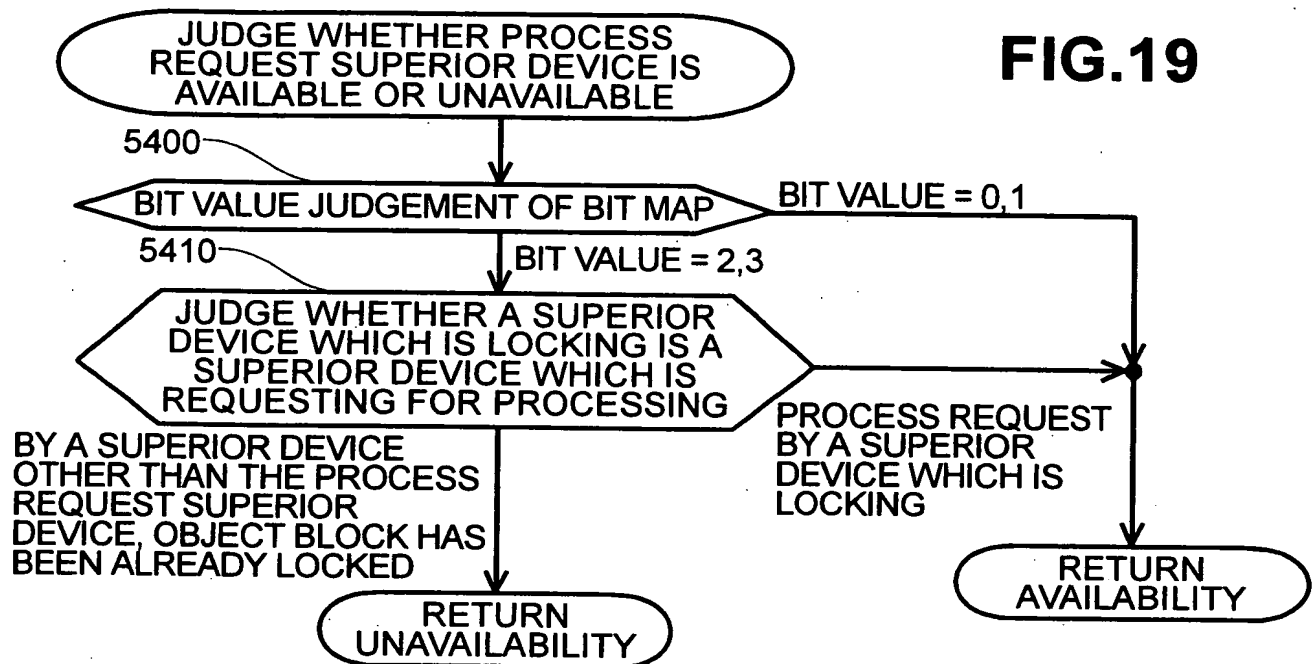 FIG.19
JUDGE WHETHER PROCESS
REQUEST SUPERIOR DEVICE IS
AVAILABLE OR UNAVAILABLE
5400
BIT VALUE JUDGEMENT OF BIT MAP
BIT VALUE = 0,1
5410
BIT VALUE = 2,3
JUDGE WHETHER A SUPERIOR
DEVICE WHICH IS LOCKING IS A
SUPERIOR DEVICE WHICH IS
REQUESTING FOR PROCESSING
BY A SUPERIOR DEVICE
OTHER THAN THE PROCESS
REQUEST SUPERIOR
DEVICE, OBJECT BLOCK HAS
BEEN ALREADY LOCKED
PROCESS REQUEST
BY A SUPERIOR
DEVICE WHICH IS
LOCKING
RETURN
UNAVAILABILITY
RETURN
AVAILABILITY